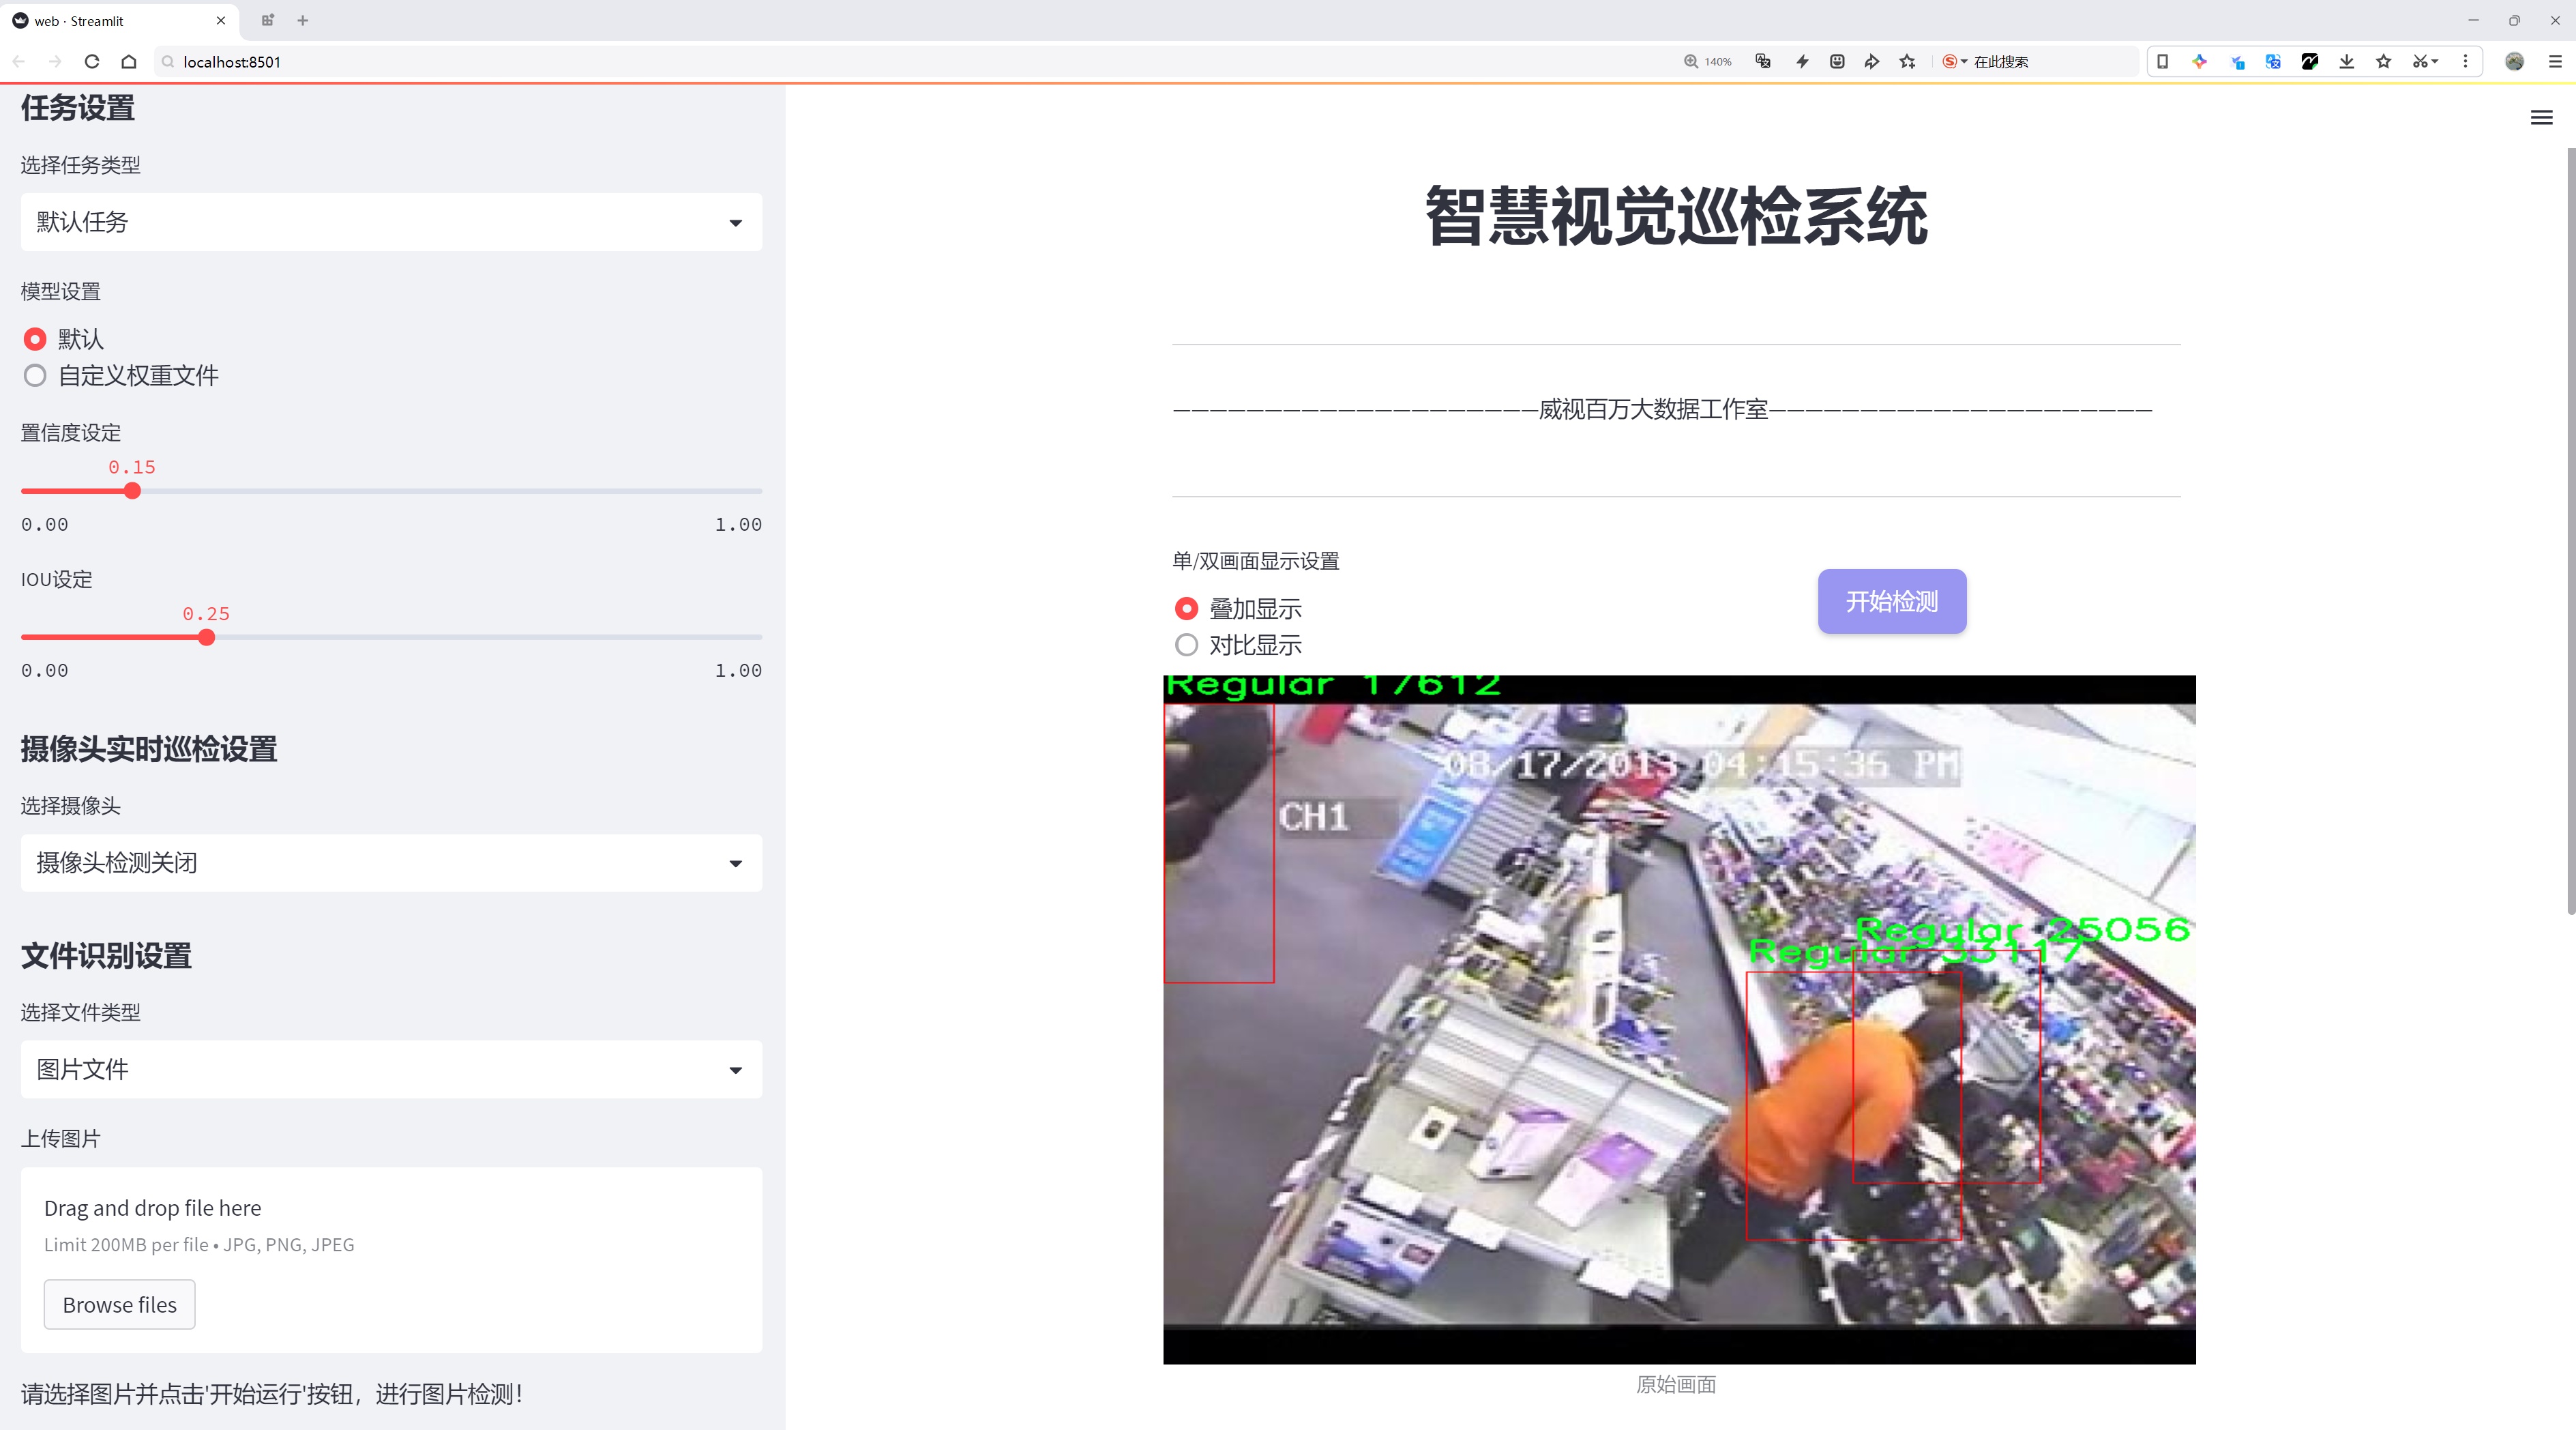 web · Streamlit
localhost:8501
140%
在此搜索
任务设置
选择任务类型
默认任务
模型设置
默认
自定义权重文件
置信度设定
0.15
0.00
1.00
IOU设定
0.25
0.00
1.00
摄像头实时巡检设置
选择摄像头
摄像头检测关闭
文件识别设置
选择文件类型
图片文件
上传图片
Drag and drop file here
Limit 200MB per file • JPG, PNG, JPEG
Browse files
请选择图片并点击'开始运行'按钮，进行图片检测！
智慧视觉巡检系统
—————————————————————威视百万大数据工作室—————————————————————
单/双画面显示设置
叠加显示
对比显示
开始检测
Regular 17612
08/17/2013 04:15:36 PM
CH1
Regular 25056
Regular 33117
原始画面